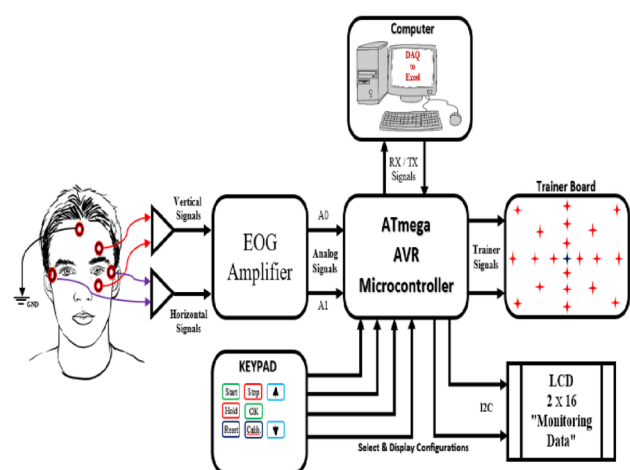 Computer
DAQ
to
Excel
RX / TX
Signals
Trainer Board
Vertical
Signals
EOG
Amplifier
A0
Analog
Signals
A1
ATmega
AVR
Microcontroller
Trainer
Signals
GND
Horizontal
Signals
KEYPAD
Start Stop
Hold OK
Reset Calib.
I2C
LCD
2 x 16
"Monitoring
Data"
Select & Display Configurations